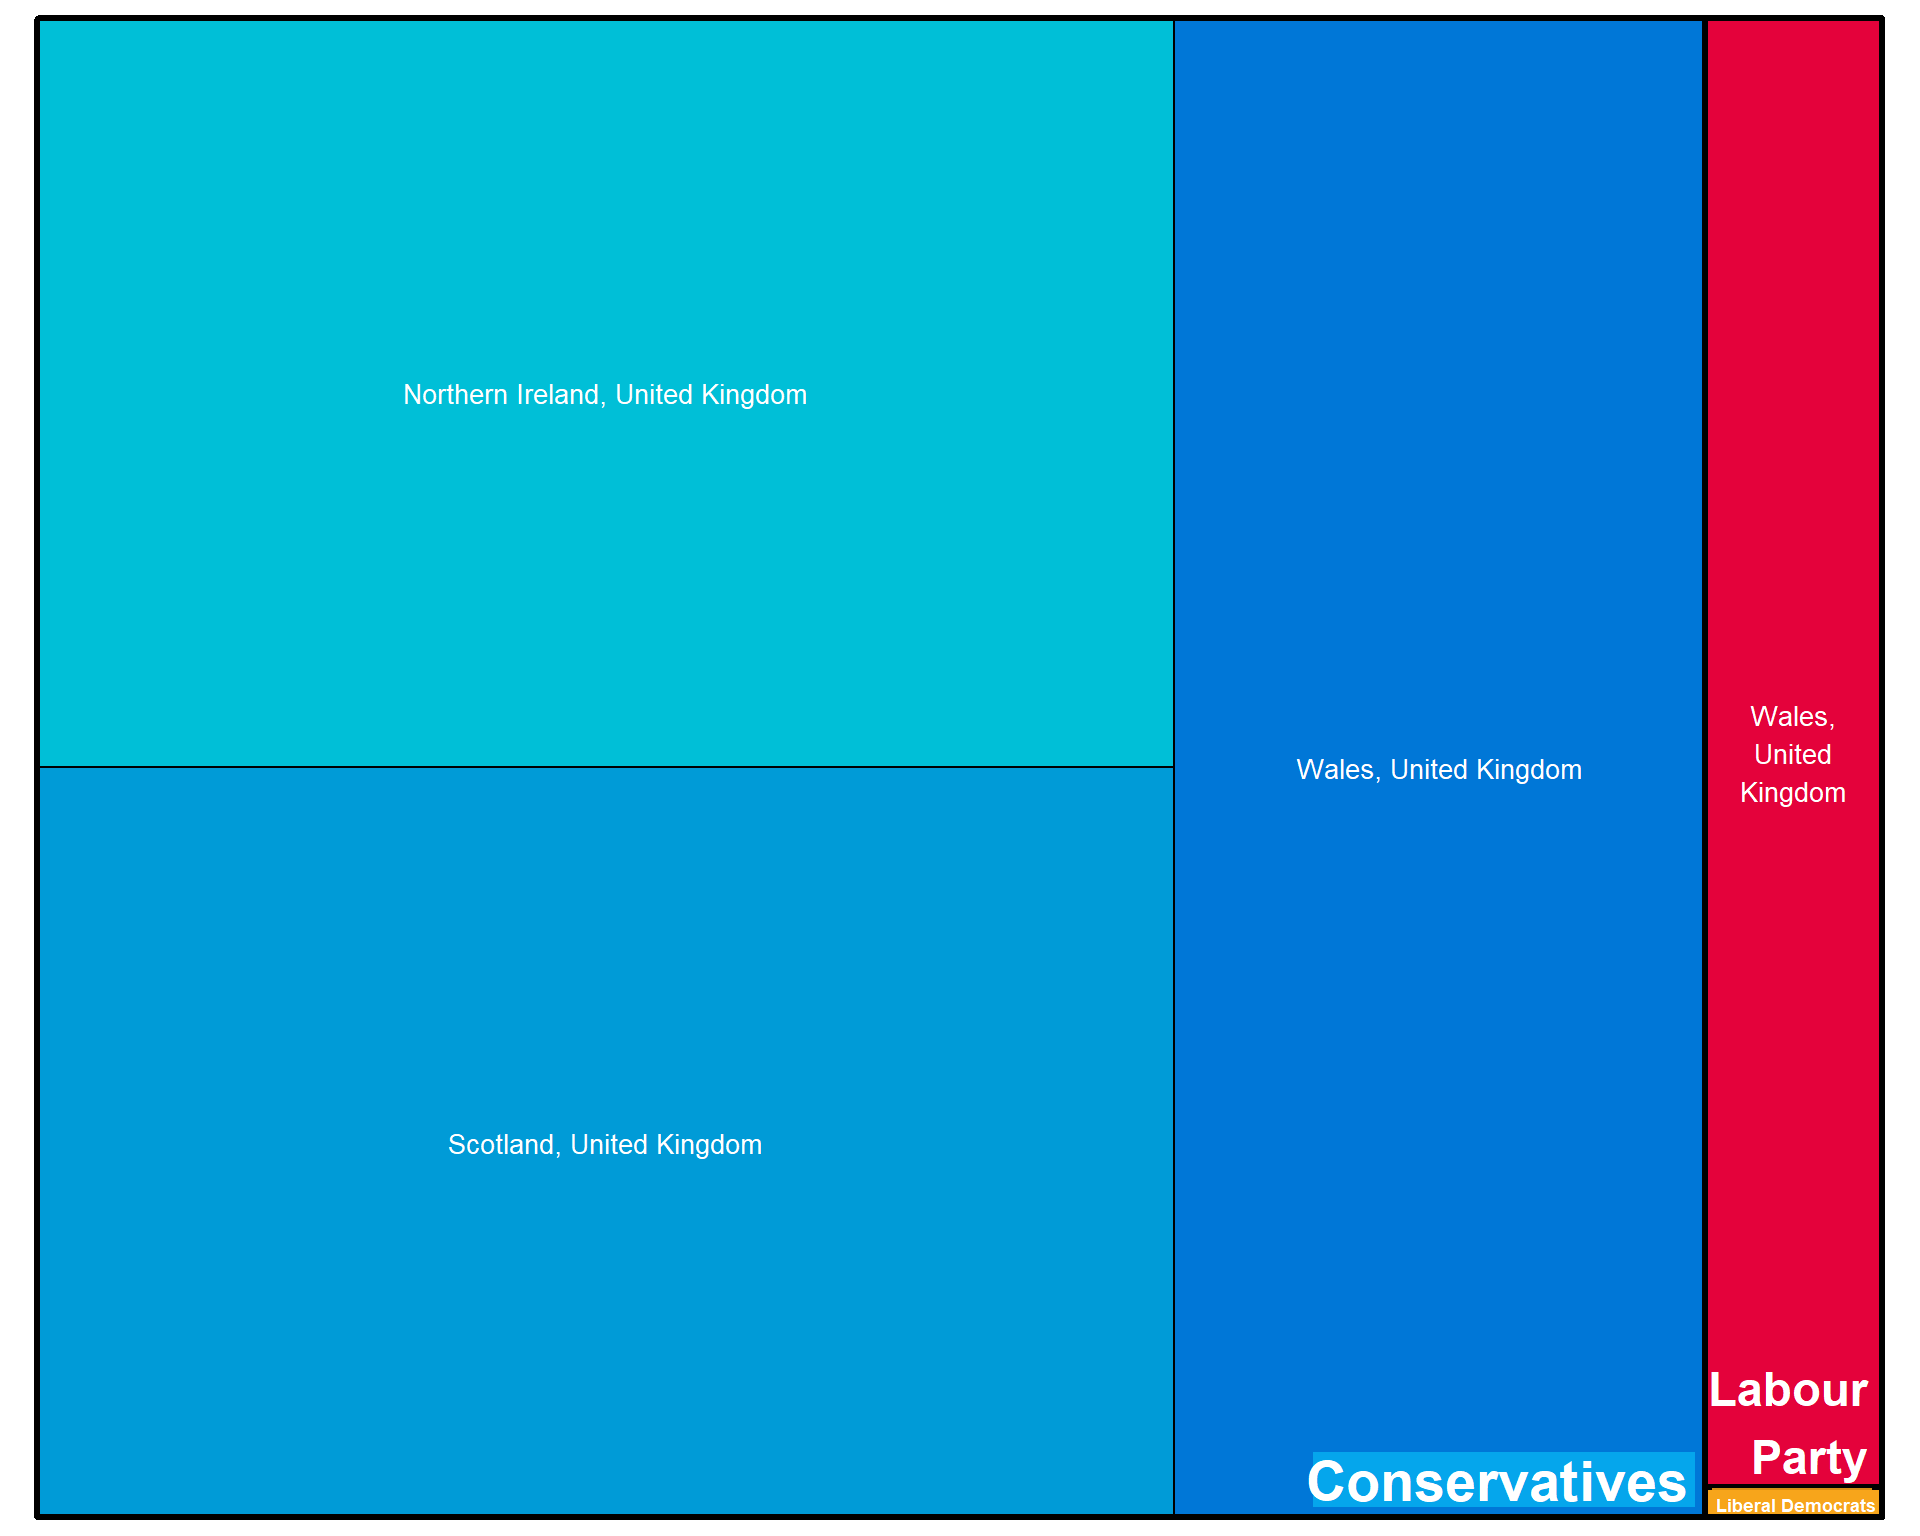 Northern Ireland, United Kingdom
Scotland, United Kingdom
Wales, United Kingdom
Conservatives
Wales,
United
Kingdom
Labour
Party
Liberal Democrats